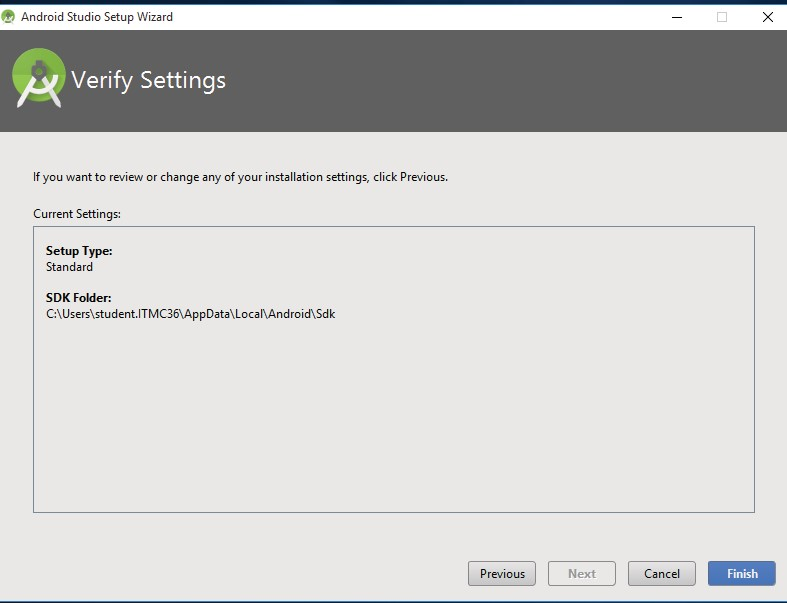 Android Studio Setup Wizard
Verify Settings
If you want to review or change any of your installation settings, click Previous.
Current Settings:
Setup Type:
Standard
SDK Folder:
C:\Users\student.ITMC36\AppData\Local\Android\Sdk
Previous
Next
Cancel
Finish